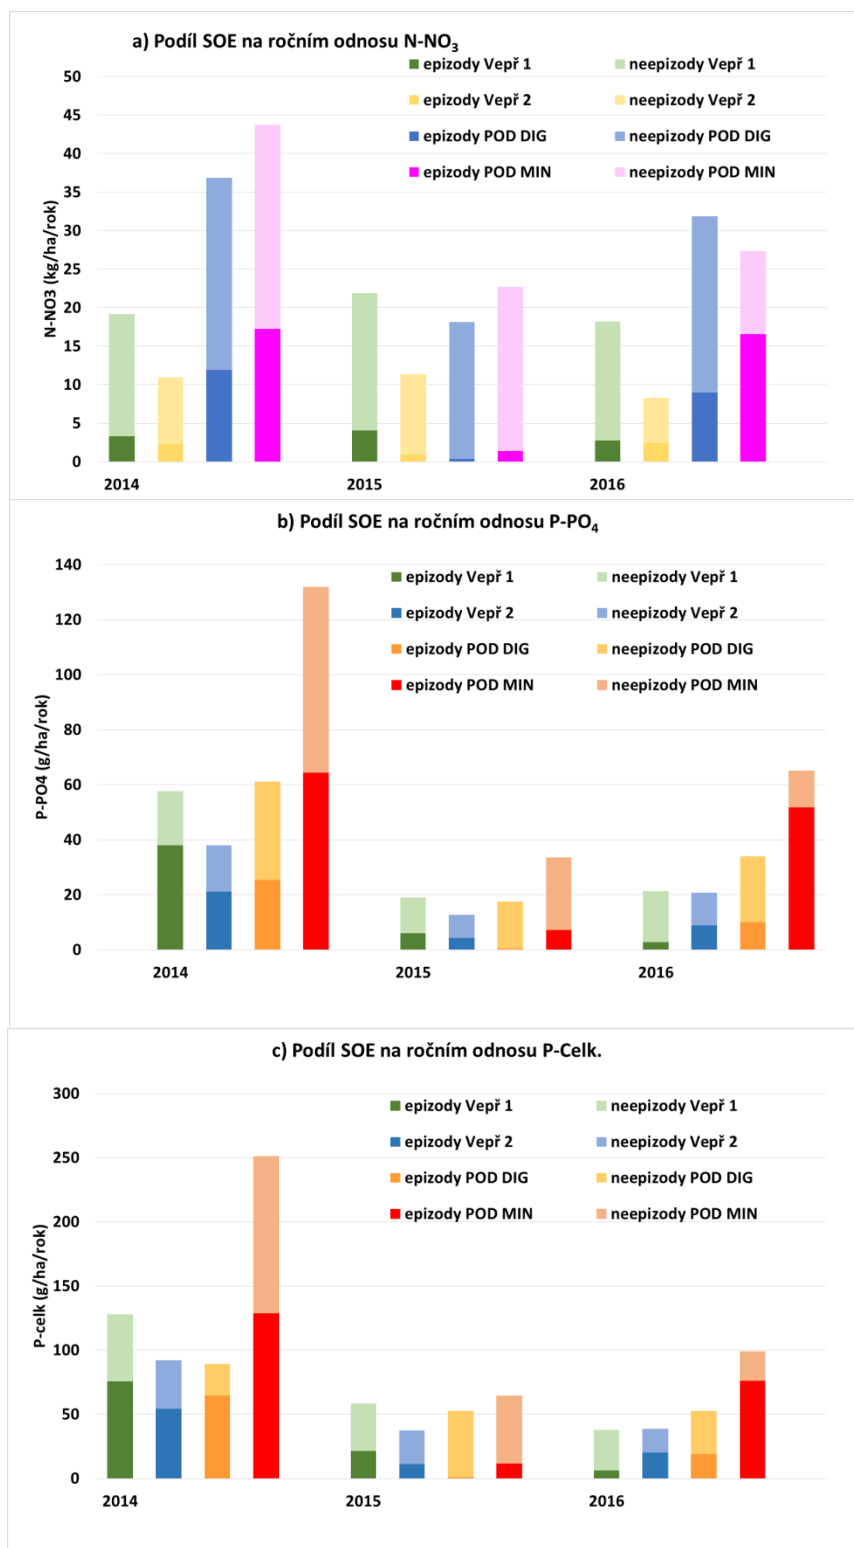 a) Podíl SOE na ročním odnosu N-NO3
epizody Vepř 1 neepizody Vepř 1
epizody Vepř 2 neepizody Vepř 2
epizody POD DIG neepizody POD DIG
epizody POD MIN neepizody POD MIN
N-NO3 (kg/ha/rok)
50
45
40
35
30
25
20
15
10
5
0
2014 2015 2016
b) Podíl SOE na ročním odnosu P-PO4
epizody Vepř 1 neepizody Vepř 1
epizody Vepř 2 neepizody Vepř 2
epizody POD DIG neepizody POD DIG
epizody POD MIN neepizody POD MIN
P-PO4 (g/ha/rok)
140
120
100
80
60
40
20
0
2014 2015 2016
c) Podíl SOE na ročním odnosu P-Celk.
epizody Vepř 1 neepizody Vepř 1
epizody Vepř 2 neepizody Vepř 2
epizody POD DIG neepizody POD DIG
epizody POD MIN neepizody POD MIN
P-celk (g/ha/rok)
300
250
200
150
100
50
0
2014 2015 2016